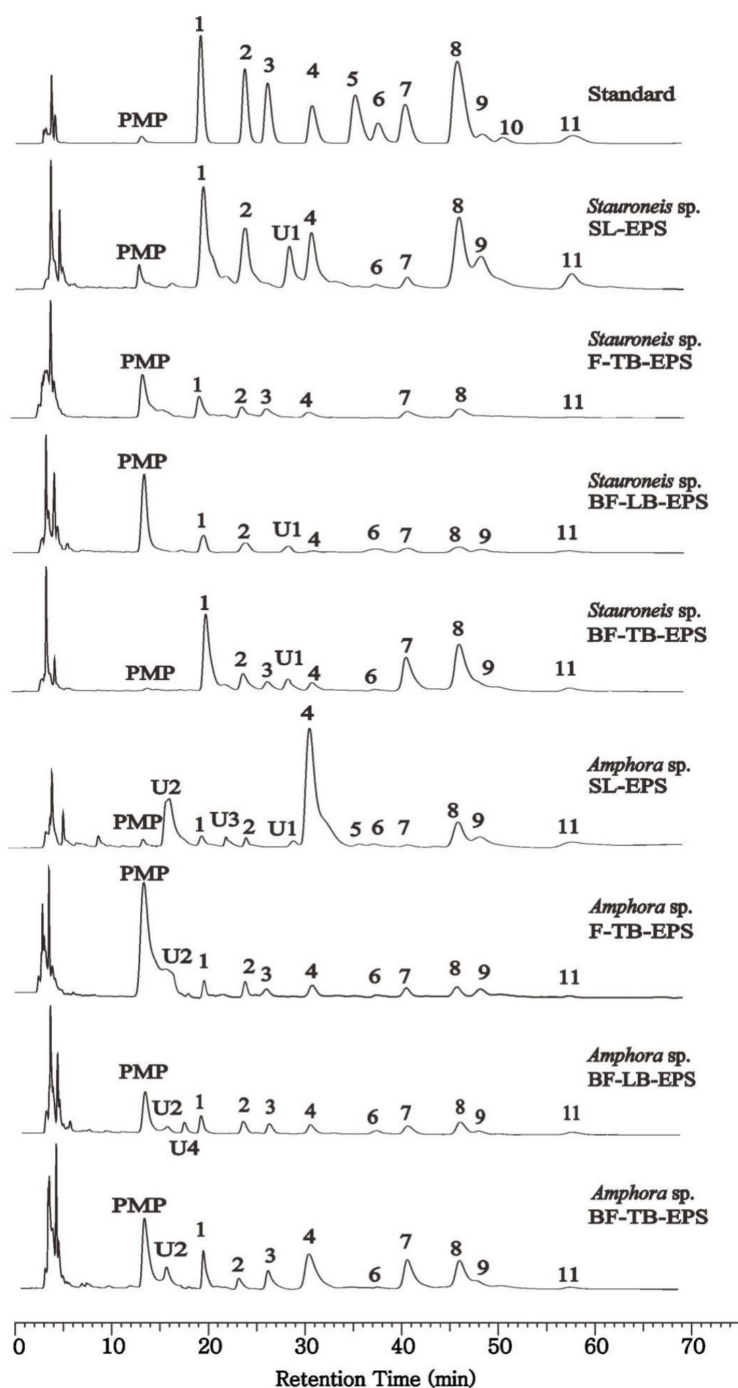 1
2 3 4 5 6 7 8 9 10 11
PMP
Standard
1 2 U1 4 6 7 8 9 11
PMP
Stauroneis sp.
SL-EPS
PMP
1 2 3 4 7 8 11
Stauroneis sp.
F-TB-EPS
PMP
1 2 U1 4 6 7 8 9 11
Stauroneis sp.
BF-LB-EPS
PMP
1 2 3 U1 4 6 7 8 9 11
Stauroneis sp.
BF-TB-EPS
PMP U2 1 U3 2 U1 4 5 6 7 8 9 11
Amphora sp.
SL-EPS
PMP
U2 1 2 3 4 6 7 8 9 11
Amphora sp.
F-TB-EPS
PMP
U2 U4 1 2 3 4 6 7 8 9 11
Amphora sp.
BF-LB-EPS
PMP
U2 1 2 3 4 6 7 8 9 11
Amphora sp.
BF-TB-EPS
0 10 20 30 40 50 60 70
Retention Time (min)